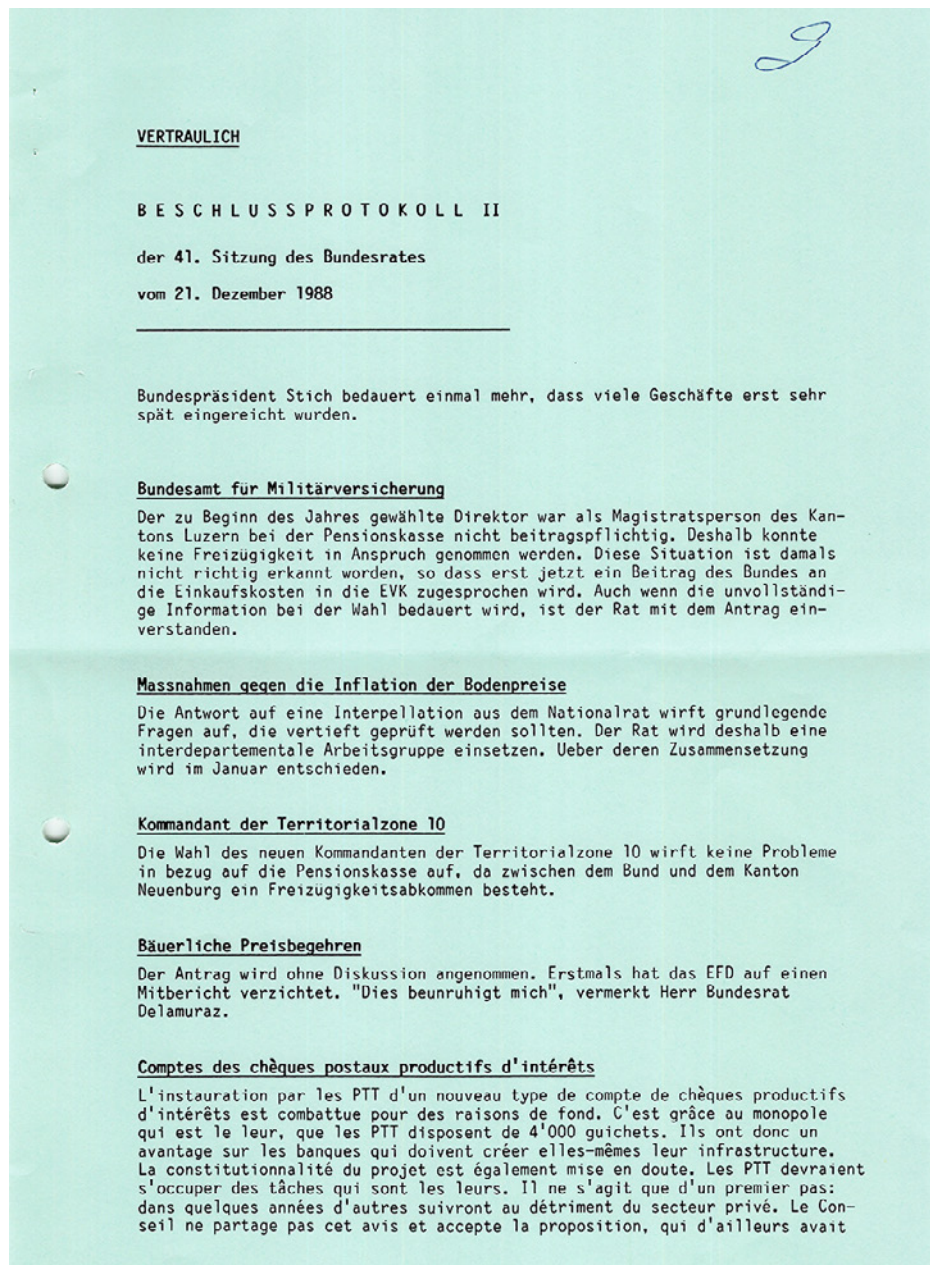 VERTRAULICH
BESCHLUSSPROTOKOLL II
der 41. Sitzung des Bundesrates
vom 21. Dezember 1988
Bundespräsident Stich bedauert einmal mehr, dass viele Geschäfte erst sehr
spät eingereicht wurden.
Bundesamt für Militärversicherung
Der zu Beginn des Jahres gewählte Direktor war als Magistratsperson des Kan-
tons Luzern bei der Pensionskasse nicht beitragspflichtig. Deshalb konnte
keine Freizügigkeit in Anspruch genommen werden. Diese Situation ist damals
nicht richtig erkannt worden, so dass erst jetzt ein Beitrag des Bundes an
die Einkaufskosten in die EVK zugesprochen wird. Auch wenn die unvollständi-
ge Information bei der Wahl bedauert wird, ist der Rat mit dem Antrag ein-
verstanden.
Massnahmen gegen die Inflation der Bodenpreise
Die Antwort auf eine Interpellation aus dem Nationalrat wirft grundlegende
Fragen auf, die vertieft geprüft werden sollten. Der Rat wird deshalb eine
interdepartementale Arbeitsgruppe einsetzen. Ueber deren Zusammensetzung
wird im Januar entschieden.
Kommandant der Territorialzone 10
Die Wahl des neuen Kommandanten der Territorialzone 10 wirft keine Probleme
in bezug auf die Pensionskasse auf, da zwischen dem Bund und dem Kanton
Neuenburg ein Freizügigkeitsabkommen besteht.
Bäuerliche Preisbegehren
Der Antrag wird ohne Diskussion angenommen. Erstmals hat das EFD auf einen
Mitbericht verzichtet. "Dies beunruhigt mich", vermerkt Herr Bundesrat
Delamuraz.
Comptes des chèques postaux productifs d'intérêts
L'instauration par les PTT d'un nouveau type de compte de chèques productifs
d'intérêts est combattue pour des raisons de fond. C'est grâce au monopole
qui est le leur, que les PTT disposent de 4'000 guichets. Ils ont donc un
avantage sur les banques qui doivent créer elles-mêmes leur infrastructure.
La constitutionnalité du projet est également mise en doute. Les PTT devraient
s'occuper des tâches qui sont les leurs. Il ne s'agit que d'un premier pas:
dans quelques années d'autres suivront au détriment du secteur privé. Le Con-
seil ne partage pas cet avis et accepte la proposition, qui d'ailleurs avait